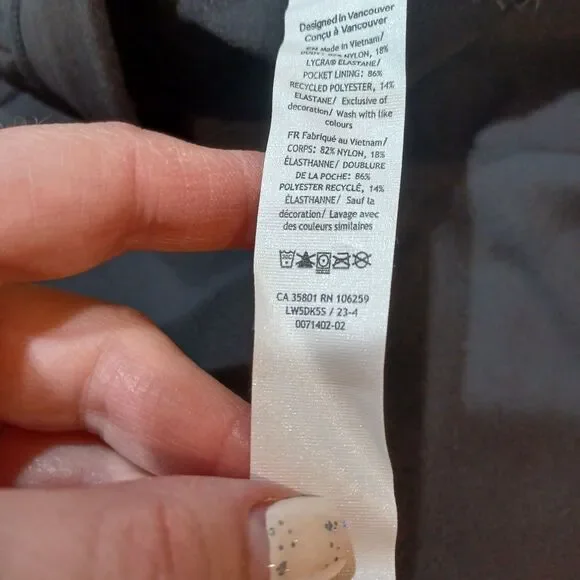 Designed in Vancouver
Conçu à Vancouver
EN Made in Vietnam/
BODY: 82% NYLON, 18%
LYCRA® ELASTANE/
POCKET LINING: 86%
RECYCLED POLYESTER, 14%
ELASTANE/ Exclusive of
decoration/ Wash with like
colours
FR Fabriqué au Vietnam/
CORPS: 82% NYLON, 18%
ÉLASTHANNE/ DOUBLURE
DE LA POCHE: 86%
POLYESTER RECYCLÉ, 14%
ÉLASTHANNE/ Sauf la
décoration/ Lavage avec
des couleurs similaires
CA 35801 RN 106259
LW5DK5S / 23-4
0071402-02